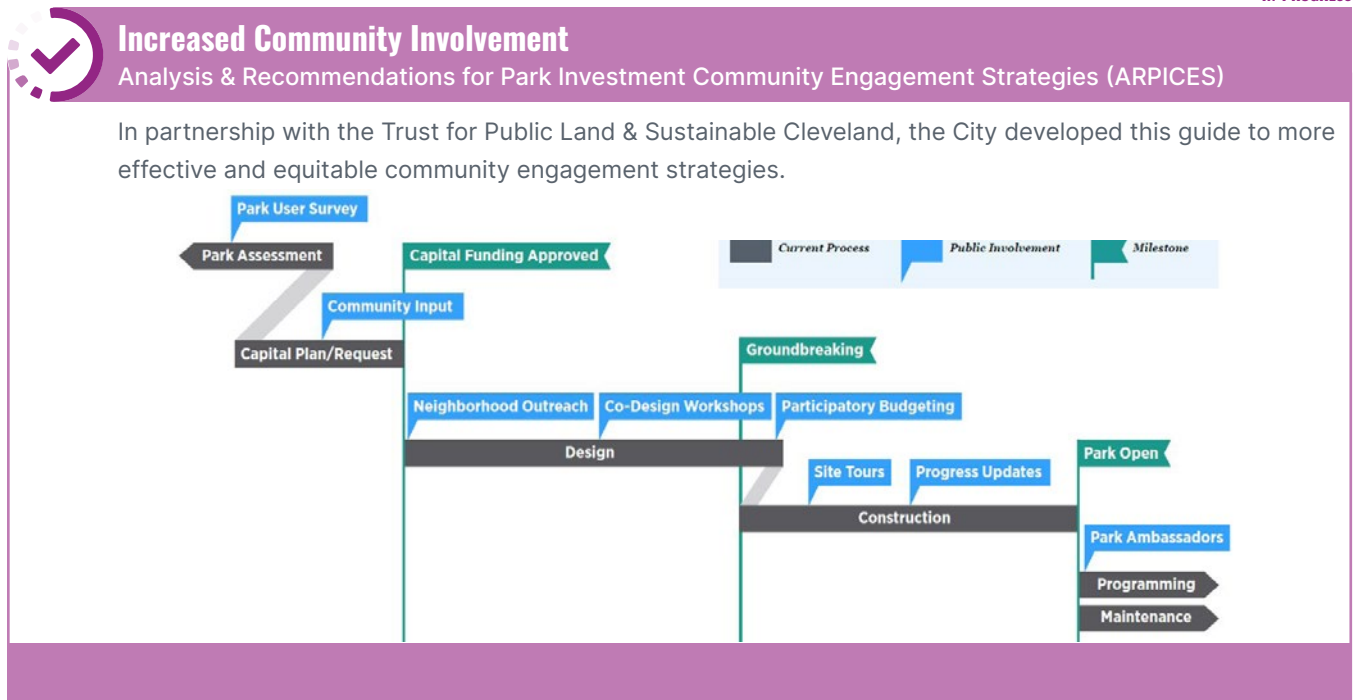 Increased Community Involvement
Analysis & Recommendations for Park Investment Community Engagement Strategies (ARPICES)
In partnership with the Trust for Public Land & Sustainable Cleveland, the City developed this guide to more
effective and equitable community engagement strategies.
Park User Survey
Park Assessment
Capital Funding Approved
Current Process
Public Involvement
Milestone
Community Input
Capital Plan/Request
Groundbreaking
Neighborhood Outreach
Co-Design Workshops
Participatory Budgeting
Design
Park Open
Site Tours
Progress Updates
Construction
Park Ambassadors
Programming
Maintenance